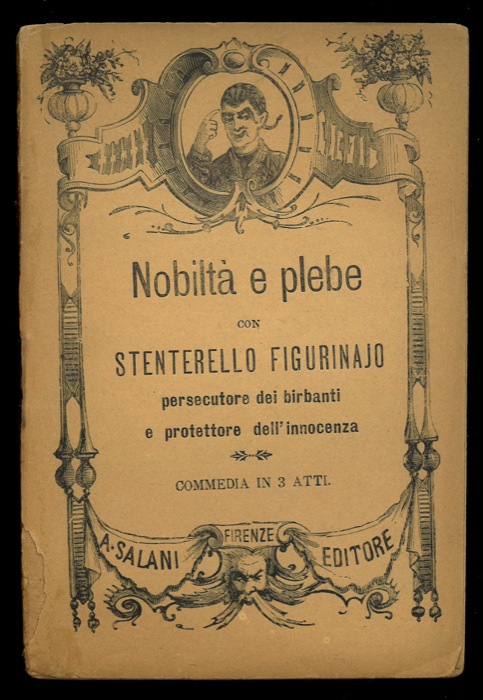 Nobiltà e plebe
CON
STENTERELLO FIGURINAJO
persecutore dei birbanti
e protettore dell'innocenza
COMMEDIA IN 3 ATTI.
A. SALANI
FIRENZE
EDITORE